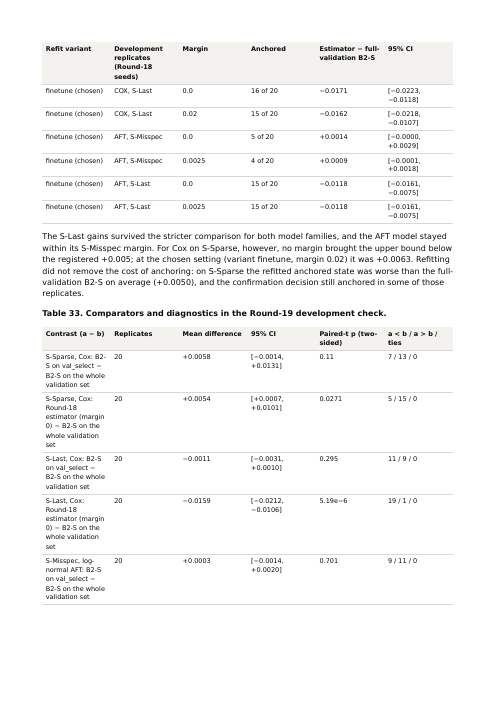 Refit variant Development replicates (Round-18 seeds) Margin Anchored Estimator − full-validation B2-S 95% CI
finetune (chosen) COX, S-Last 0.0 16 of 20 −0.0171 [−0.0223, −0.0118]
finetune (chosen) COX, S-Last 0.02 15 of 20 −0.0162 [−0.0218, −0.0107]
finetune (chosen) AFT, S-Misspec 0.0 5 of 20 +0.0014 [−0.0000, +0.0029]
finetune (chosen) AFT, S-Misspec 0.0025 4 of 20 +0.0009 [−0.0001, +0.0018]
finetune (chosen) AFT, S-Last 0.0 15 of 20 −0.0118 [−0.0161, −0.0075]
finetune (chosen) AFT, S-Last 0.0025 15 of 20 −0.0118 [−0.0161, −0.0075]
The S-Last gains survived the stricter comparison for both model families, and the AFT model stayed
within its S-Misspec margin. For Cox on S-Sparse, however, no margin brought the upper bound below
the registered +0.005; at the chosen setting (variant finetune, margin 0.02) it was +0.0063. Refitting
did not remove the cost of anchoring: on S-Sparse the refitted anchored state was worse than the full-
validation B2-S on average (+0.0050), and the confirmation decision still anchored in some of those
replicates.
Table 33. Comparators and diagnostics in the Round-19 development check.
Contrast (a − b) Replicates Mean difference 95% CI Paired-t p (two-sided) a < b / a > b / ties
S-Sparse, Cox: B2-S on val_select − B2-S on the whole validation set 20 +0.0058 [−0.0014, +0.0131] 0.11 7 / 13 / 0
S-Sparse, Cox: Round-18 estimator (margin 0) − B2-S on the whole validation set 20 +0.0054 [+0.0007, +0.0101] 0.0271 5 / 15 / 0
S-Last, Cox: B2-S on val_select − B2-S on the whole validation set 20 −0.0011 [−0.0031, +0.0010] 0.295 11 / 9 / 0
S-Last, Cox: Round-18 estimator (margin 0) − B2-S on the whole validation set 20 −0.0159 [−0.0212, −0.0106] 5.19e−6 19 / 1 / 0
S-Misspec, log-normal AFT: B2-S on val_select − B2-S on the whole validation set 20 +0.0003 [−0.0014, +0.0020] 0.701 9 / 11 / 0